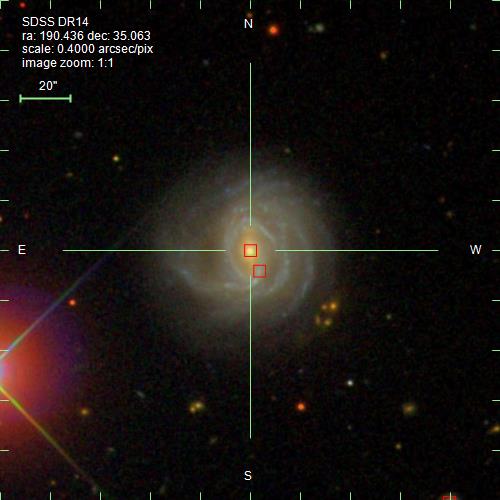 SDSS DR14
ra: 190.436 dec: 35.063
scale: 0.4000 arcsec/pix
image zoom: 1:1
20"
N
E
W
S